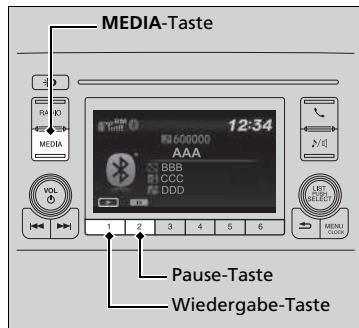 MEDIA-Taste
RADIO
MEDIA
12:34
600000
AAA
BBB
CCC
DDD
VOL
LIST
PUSH
SELECT
1 2 3 4 5 6
MENU
CLOCK
Pause-Taste
Wiedergabe-Taste